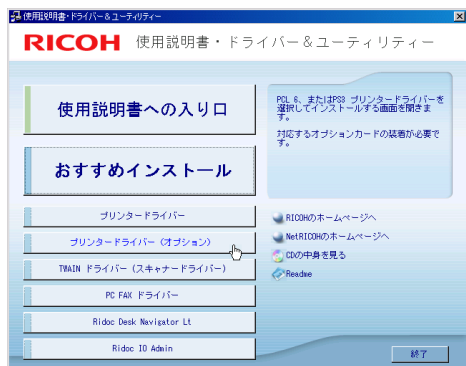 使用説明書・ドライバー＆ユーティリティー
RICOH 使用説明書・ドライバー＆ユーティリティー
使用説明書への入り口
おすすめインストール
プリンタードライバー
プリンタードライバー（オプション）
TWAIN ドライバー（スキャナードライバー）
PC FAX ドライバー
Ridoc Desk Navigator Lt
Ridoc IO Admin
PCL 6、またはPS3 プリンタードライバーを
選択してインストールする画面を開きま
す。
対応するオプションカードの装着が必要で
す。
RICOHのホームページへ
NetRICOHのホームページへ
CDの中身を見る
Readme
終了